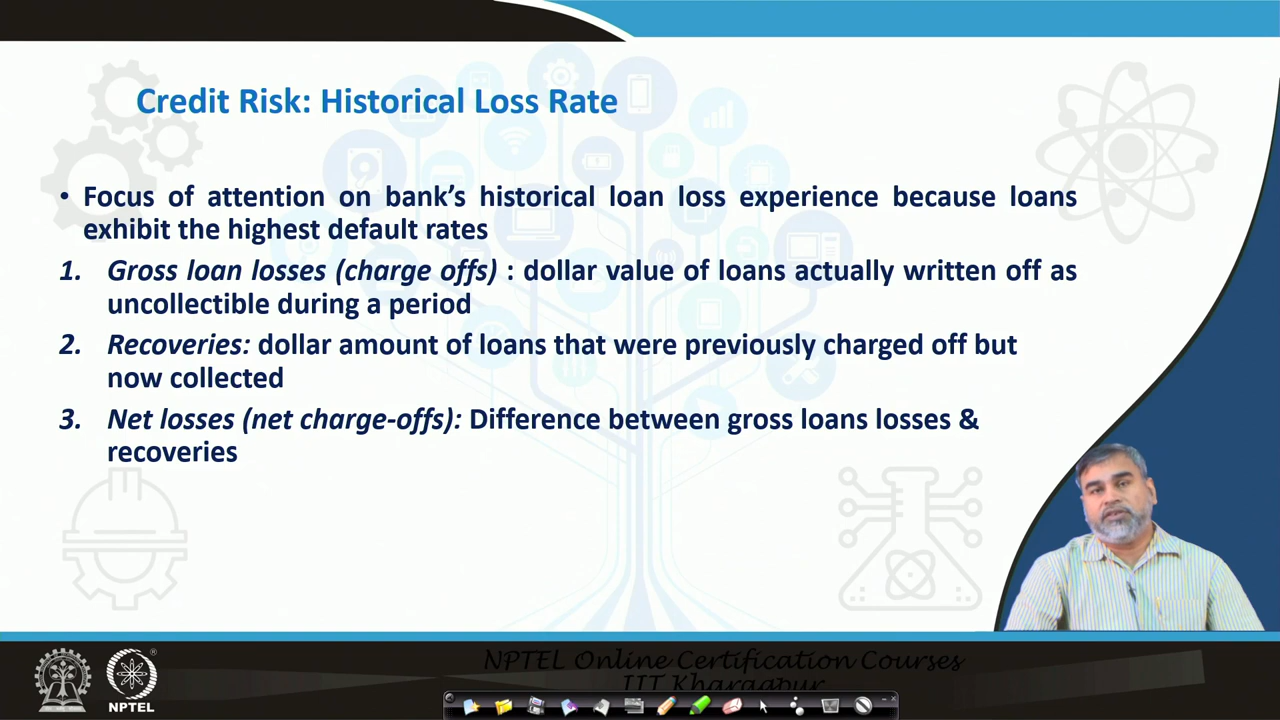 Credit Risk: Historical Loss Rate
• Focus of attention on bank's historical loan loss experience because loans
exhibit the highest default rates
1. Gross loan losses (charge offs) : dollar value of loans actually written off as
uncollectible during a period
2. Recoveries: dollar amount of loans that were previously charged off but
now collected
3. Net losses (net charge-offs): Difference between gross loans losses &
recoveries
NPTEL Online Certification Courses
IIT Kharagpur
NPTEL